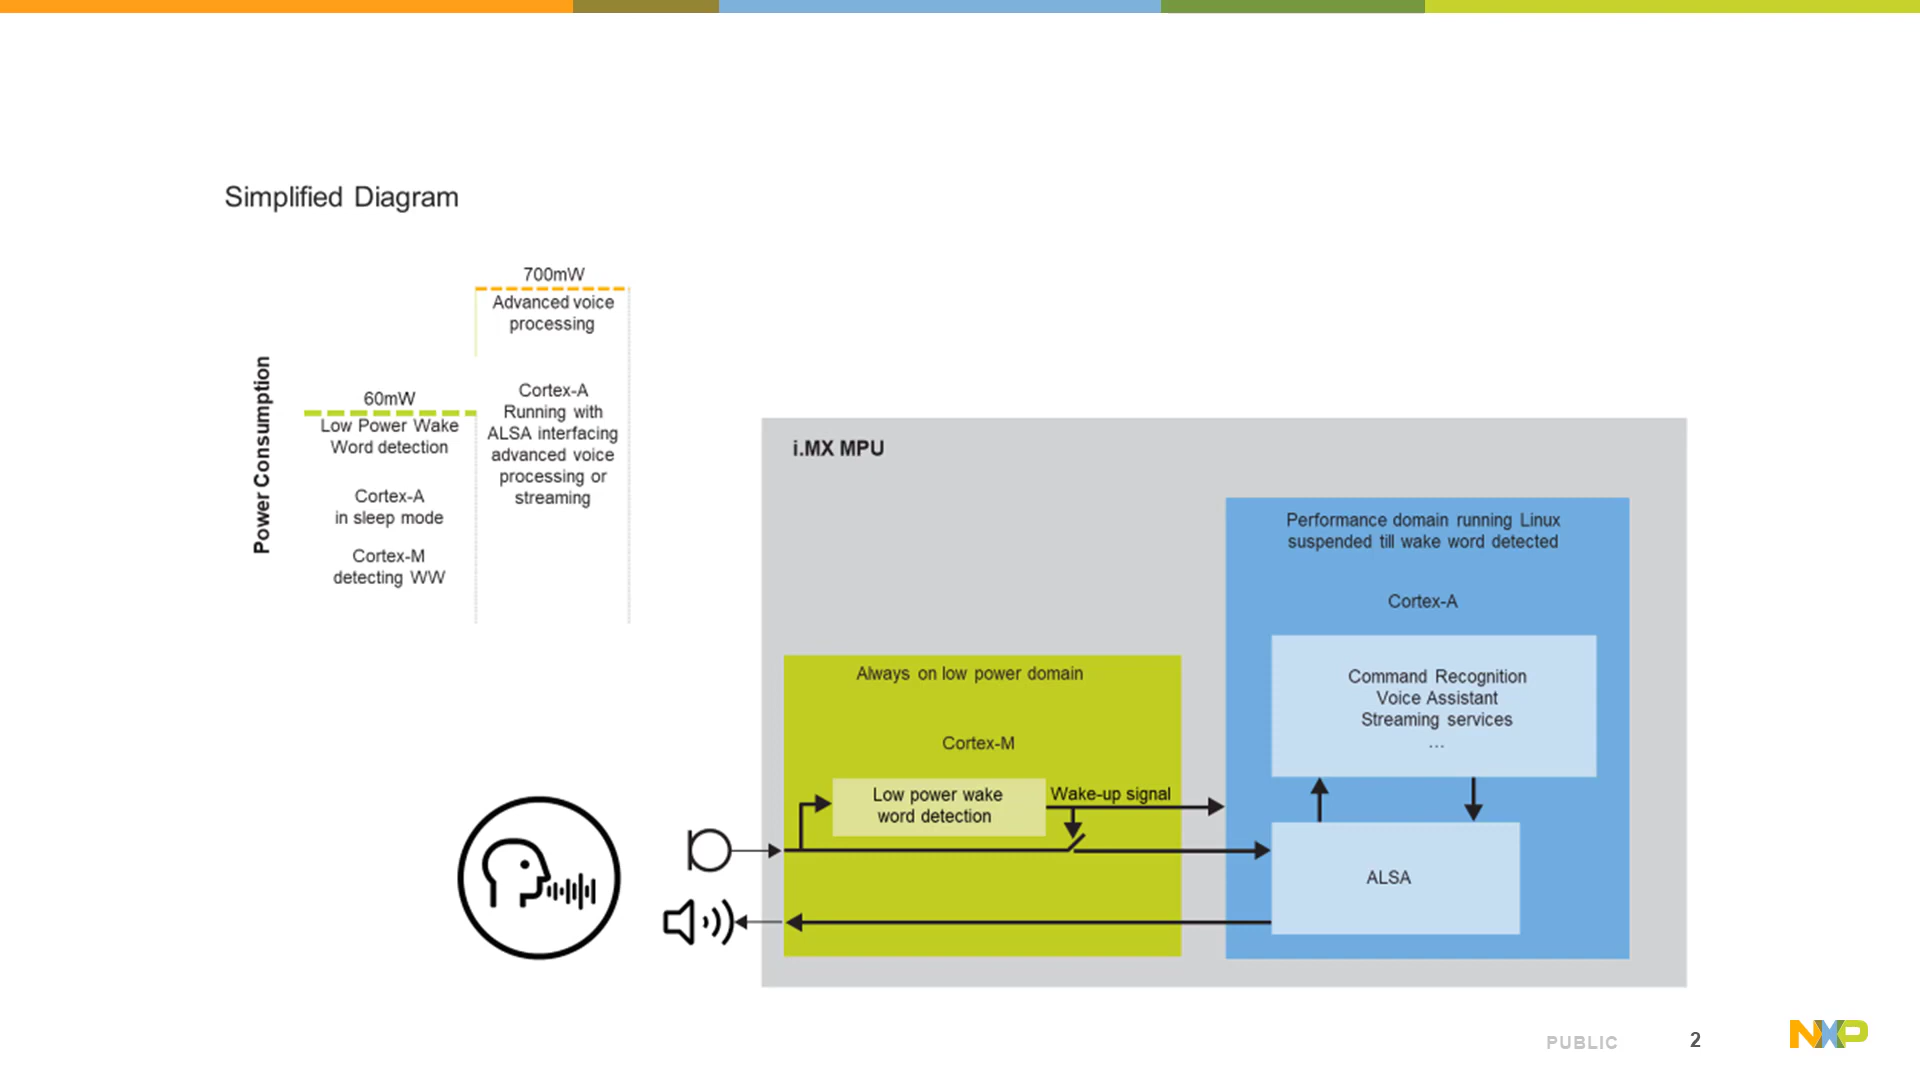 Simplified Diagram
Power Consumption
60mW
Low Power Wake
Word detection
Cortex-A
in sleep mode
Cortex-M
detecting WW
700mW
Advanced voice
processing
Cortex-A
Running with
ALSA interfacing
advanced voice
processing or
streaming
i.MX MPU
Always on low power domain
Cortex-M
Low power wake
word detection
Wake-up signal
Performance domain running Linux
suspended till wake word detected
Cortex-A
Command Recognition
Voice Assistant
Streaming services
...
ALSA
PUBLIC
2
NXP